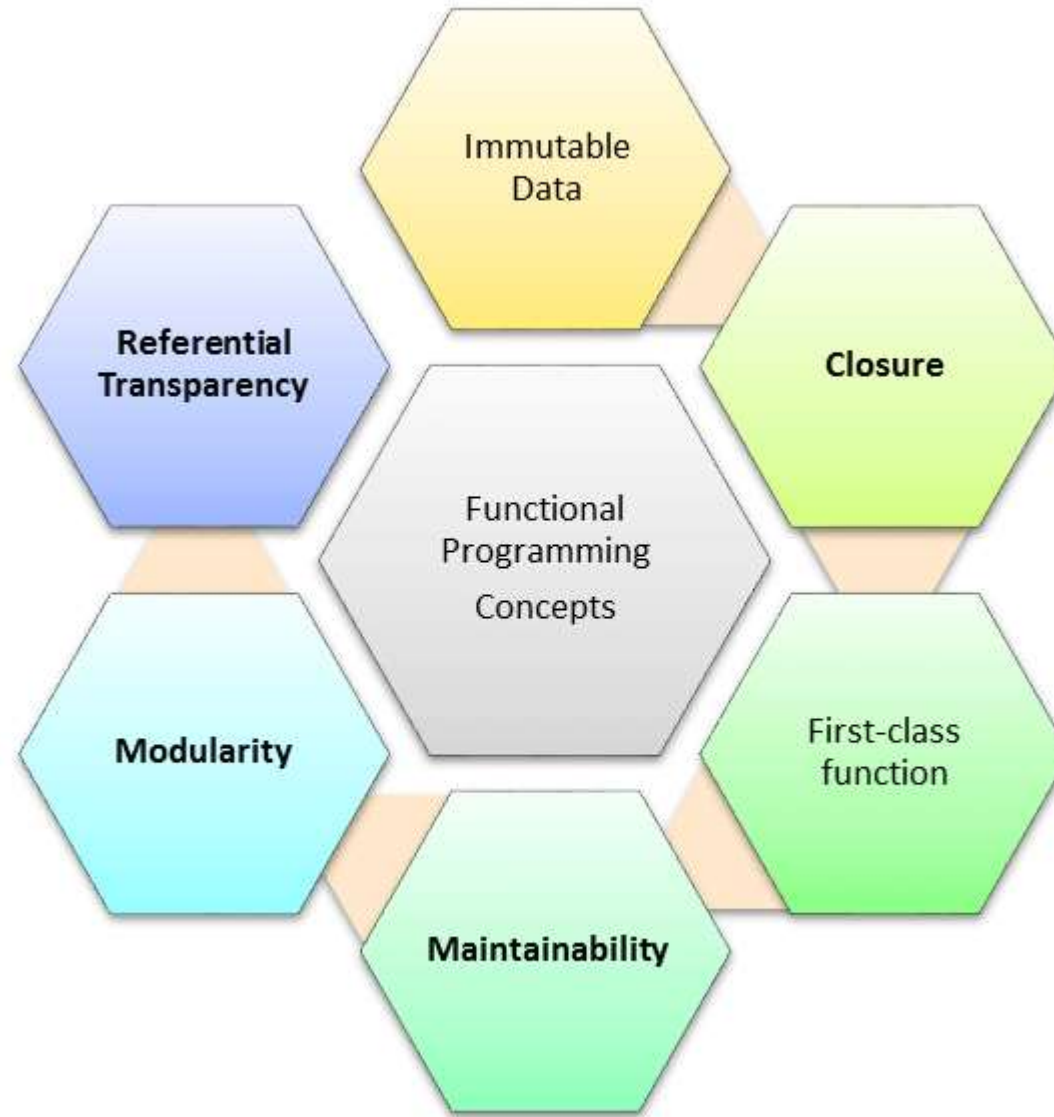 Immutable
Data
Closure
First-class
function
Maintainability
Modularity
Referential
Transparency
Functional
Programming
Concepts